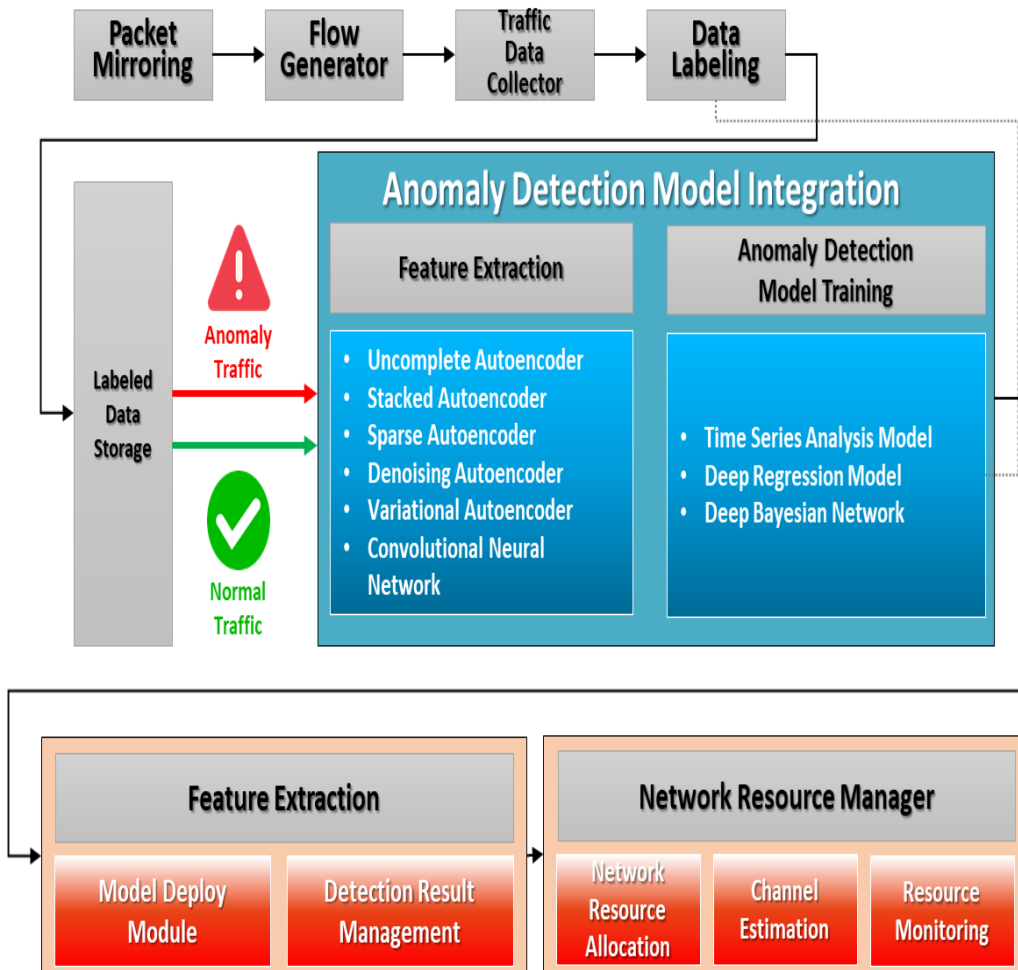 Packet
Mirroring
Flow
Generator
Traffic
Data
Collector
Data
Labeling
Anomaly Detection Model Integration
Feature Extraction
Anomaly Detection
Model Training
Anomaly
Traffic
Labeled
Data
Storage
Normal
Traffic
• Uncomplete Autoencoder
• Stacked Autoencoder
• Sparse Autoencoder
• Denoising Autoencoder
• Variational Autoencoder
• Convolutional Neural
Network
• Time Series Analysis Model
• Deep Regression Model
• Deep Bayesian Network
Feature Extraction
Model Deploy
Module
Detection Result
Management
Network Resource Manager
Network
Resource
Allocation
Channel
Estimation
Resource
Monitoring